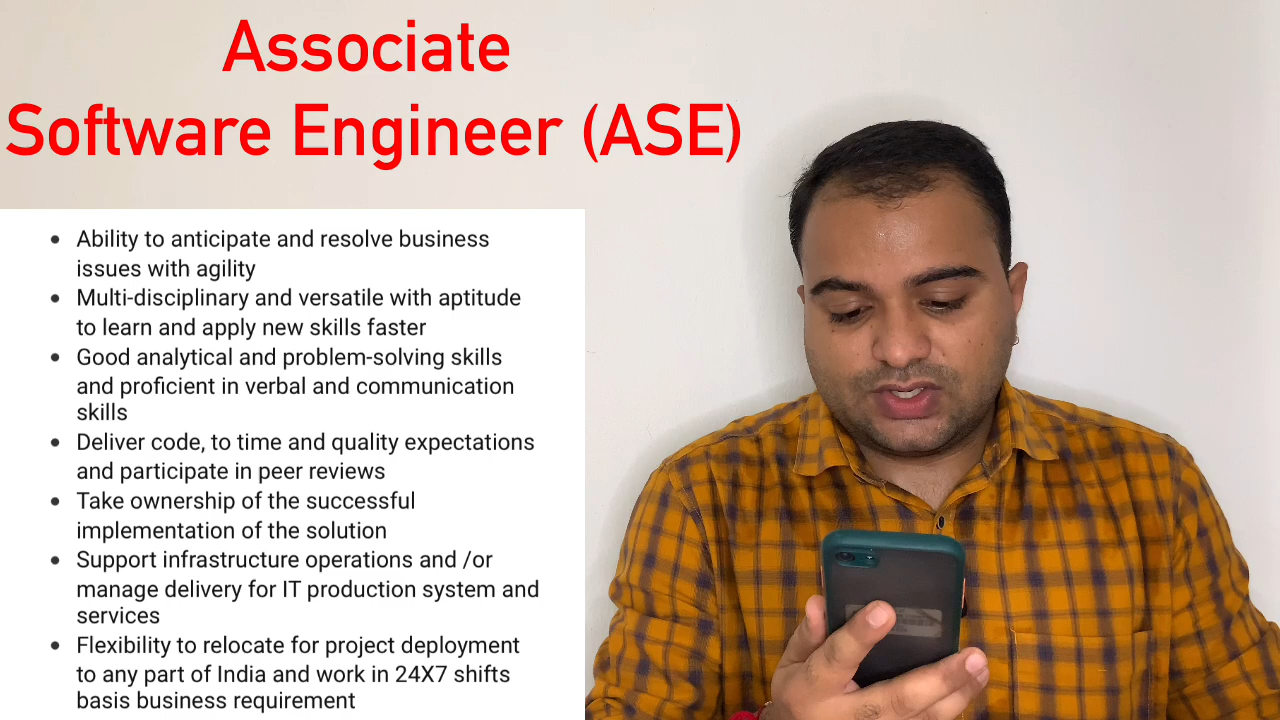 Associate
Software Engineer (ASE)
Ability to anticipate and resolve business
issues with agility
Multi-disciplinary and versatile with aptitude
to learn and apply new skills faster
Good analytical and problem-solving skills
and proficient in verbal and communication
skills
Deliver code, to time and quality expectations
and participate in peer reviews
Take ownership of the successful
implementation of the solution
Support infrastructure operations and /or
manage delivery for IT production system and
services
Flexibility to relocate for project deployment
to any part of India and work in 24X7 shifts
basis business requirement